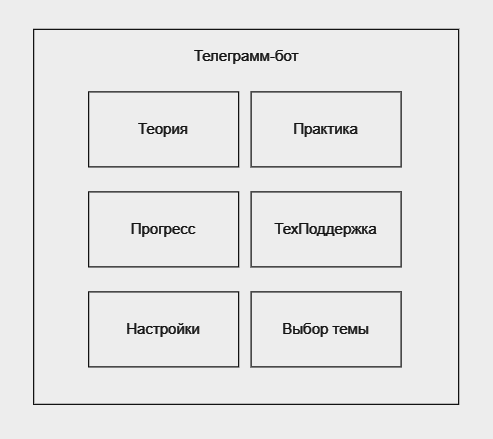 Телеграмм-бот
Теория
Практика
Прогресс
ТехПоддержка
Настройки
Выбор темы